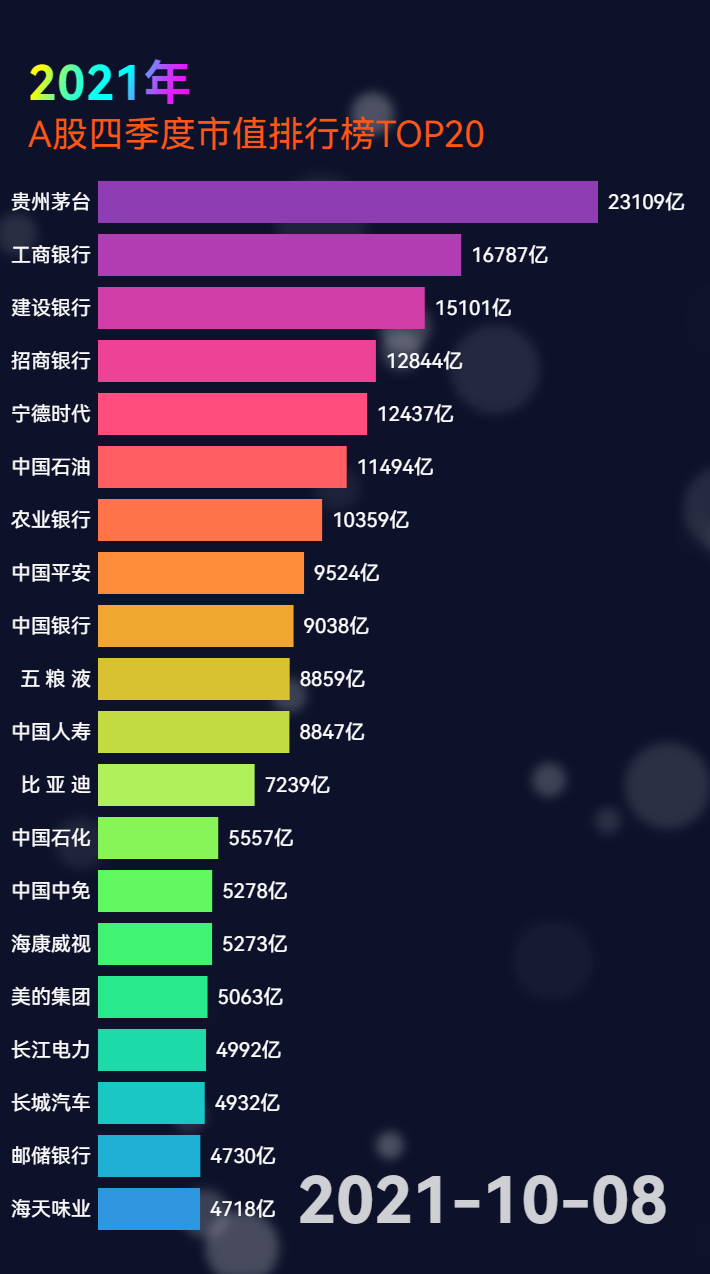 2021年
A股四季度市值排行榜TOP20
贵州茅台 23109亿
工商银行 16787亿
建设银行 15101亿
招商银行 12844亿
宁德时代 12437亿
中国石油 11494亿
农业银行 10359亿
中国平安 9524亿
中国银行 9038亿
五 粮 液 8859亿
中国人寿 8847亿
比 亚 迪 7239亿
中国石化 5557亿
中国中免 5278亿
海康威视 5273亿
美的集团 5063亿
长江电力 4992亿
长城汽车 4932亿
邮储银行 4730亿
海天味业 4718亿
2021-10-08